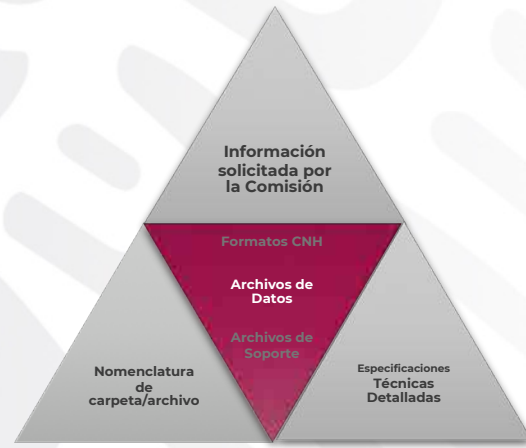 Información
solicitada por
la Comisión
Formatos CNH
Archivos de
Datos
Archivos de
Soporte
Nomenclatura
de
carpeta/archivo
Especificaciones
Técnicas
Detalladas